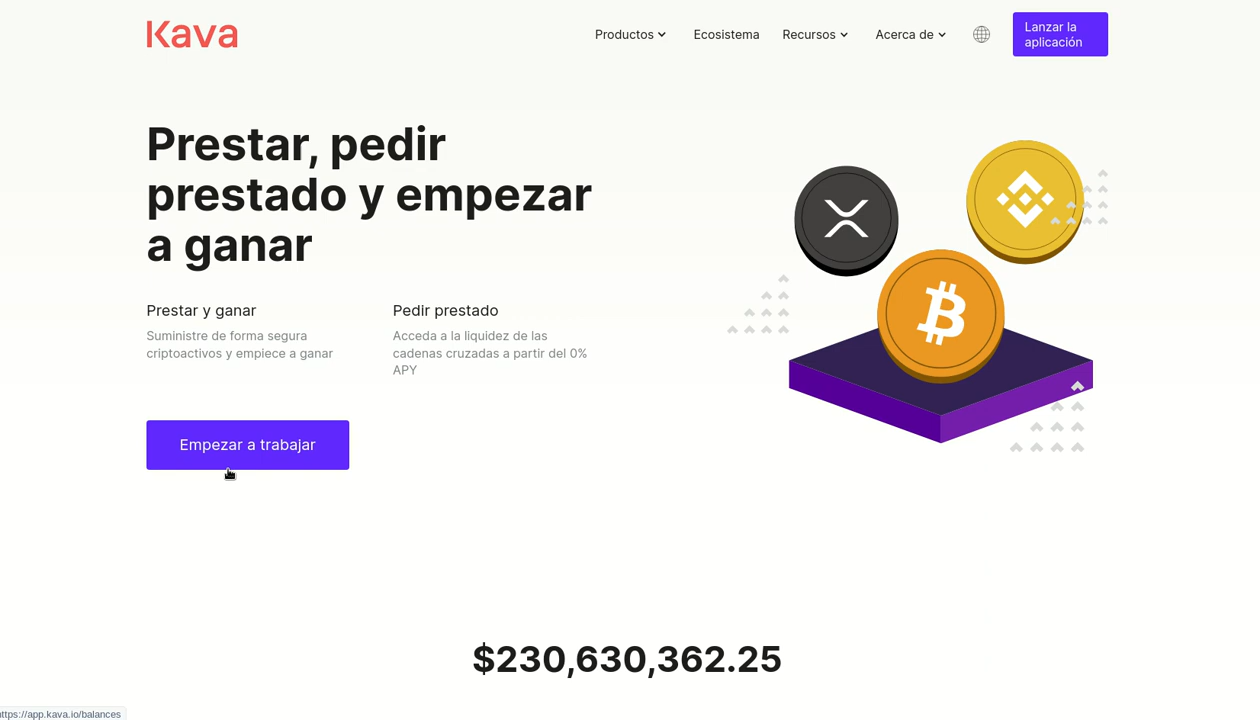 Kava
Productos
Ecosistema
Recursos
Acerca de
Lanzar la
aplicación
Prestar, pedir
prestado y empezar
a ganar
Prestar y ganar
Suministre de forma segura
criptoactivos y empiece a ganar
Pedir prestado
Acceda a la liquidez de las
cadenas cruzadas a partir del 0%
APY
Empezar a trabajar
$230,630,362.25
https://app.kava.io/balances